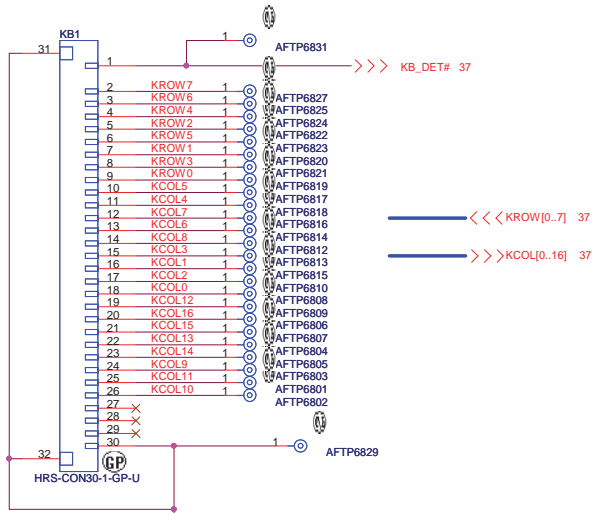 KB1
31
1
1
AFTP6831
KB_DET# 37
2 KROW7 1
AFTP6827
3 KROW6 1
AFTP6825
4 KROW4 1
AFTP6824
5 KROW2 1
AFTP6822
6 KROW5 1
AFTP6823
7 KROW1 1
AFTP6820
8 KROW3 1
AFTP6821
9 KROW0 1
AFTP6819
10 KCOL5 1
AFTP6817
11 KCOL4 1
AFTP6818
12 KCOL7 1
AFTP6816
KROW[0..7] 37
13 KCOL6 1
AFTP6814
14 KCOL8 1
AFTP6812
15 KCOL3 1
AFTP6813
KCOL[0..16] 37
16 KCOL1 1
AFTP6815
17 KCOL2 1
AFTP6810
18 KCOL0 1
AFTP6808
19 KCOL12 1
AFTP6809
20 KCOL16 1
AFTP6806
21 KCOL15 1
AFTP6807
22 KCOL13 1
AFTP6804
23 KCOL14 1
AFTP6805
24 KCOL9 1
AFTP6803
25 KCOL11 1
AFTP6801
26 KCOL10 1
AFTP6802
27
28
29
30
1
AFTP6829
32
GP
HRS-CON30-1-GP-U